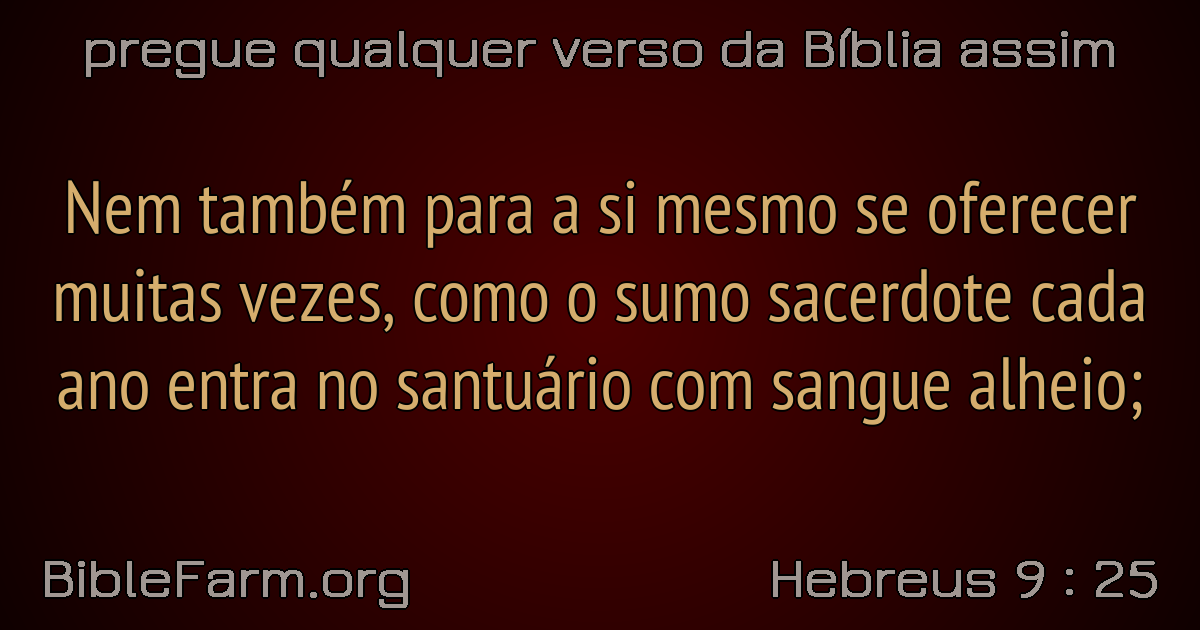 pregue qualquer verso da Bíblia assim
Nem também para a si mesmo se oferecer
muitas vezes, como o sumo sacerdote cada
ano entra no santuário com sangue alheio;
BibleFarm.org
Hebreus 9 : 25